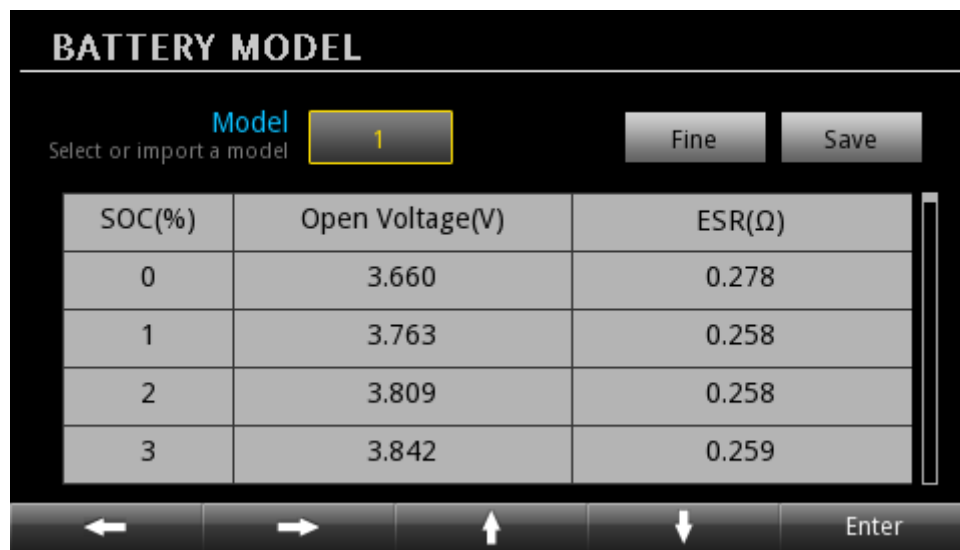 BATTERY MODEL
Model
Select or import a model
1
Fine
Save
SOC(%) Open Voltage(V) ESR(Ω)
0 3.660 0.278
1 3.763 0.258
2 3.809 0.258
3 3.842 0.259
Enter